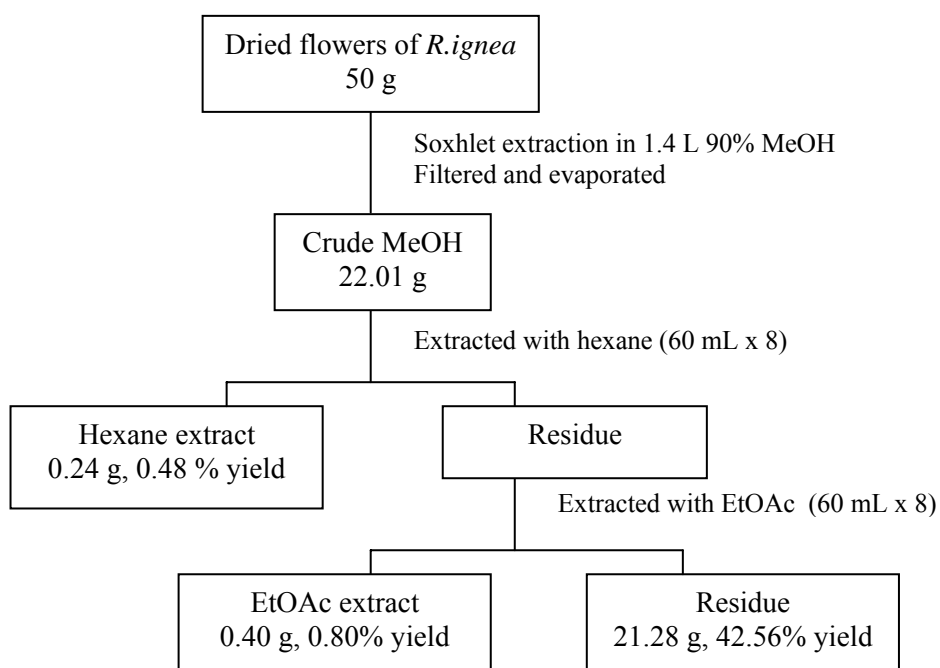 Dried flowers of R.ignea
50 g
Soxhlet extraction in 1.4 L 90% MeOH
Filtered and evaporated
Crude MeOH
22.01 g
Extracted with hexane (60 mL x 8)
Hexane extract
0.24 g, 0.48 % yield
Residue
Extracted with EtOAc (60 mL x 8)
EtOAc extract
0.40 g, 0.80% yield
Residue
21.28 g, 42.56% yield